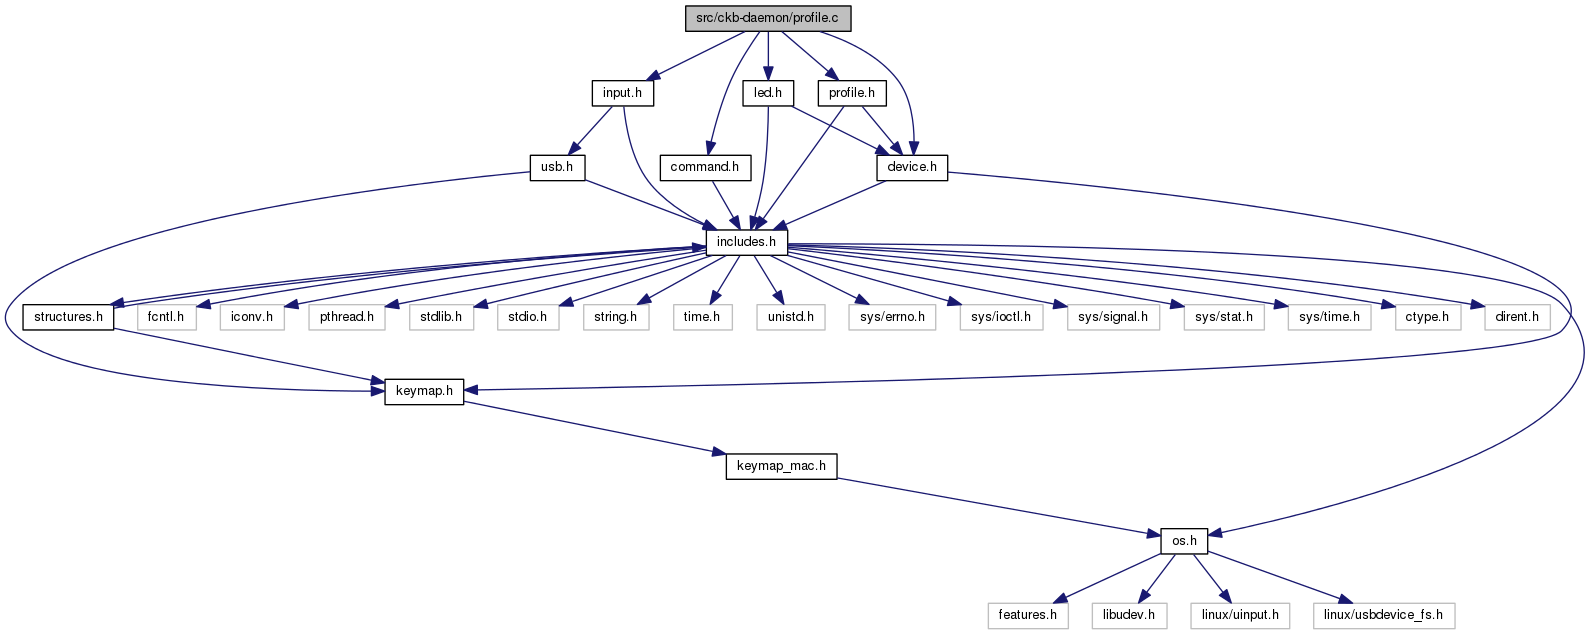 src/ckb-daemon/profile.c
input.h
led.h
profile.h
usb.h
command.h
device.h
includes.h
structures.h
fcntl.h
iconv.h
pthread.h
stdlib.h
stdio.h
string.h
time.h
unistd.h
sys/errno.h
sys/ioctl.h
sys/signal.h
sys/stat.h
sys/time.h
ctype.h
dirent.h
keymap.h
keymap_mac.h
os.h
features.h
libudev.h
linux/uinput.h
linux/usbdevice_fs.h